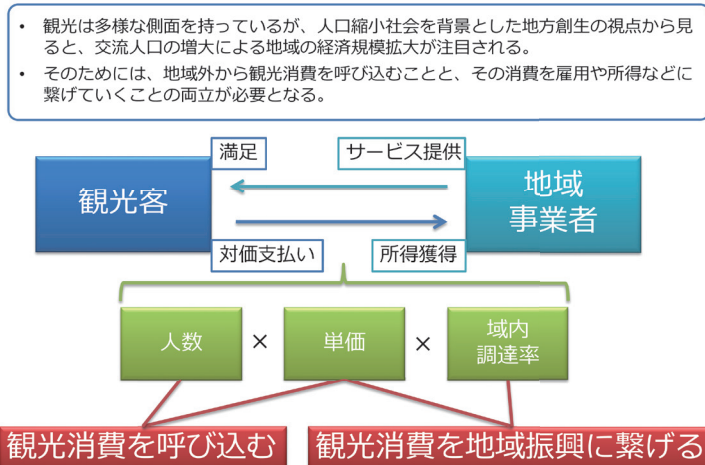 • 観光は多様な側面を持っているが、人口縮小社会を背景とした地方創生の視点から見
ると、交流人口の増大による地域の経済規模拡大が注目される。
• そのためには、地域外から観光消費を呼び込むことと、その消費を雇用や所得などに
繋げていくことの両立が必要となる。
満足
サービス提供
観光客
地域
事業者
対価支払い
所得獲得
人数
×
単価
×
域内
調達率
観光消費を呼び込む
観光消費を地域振興に繋げる